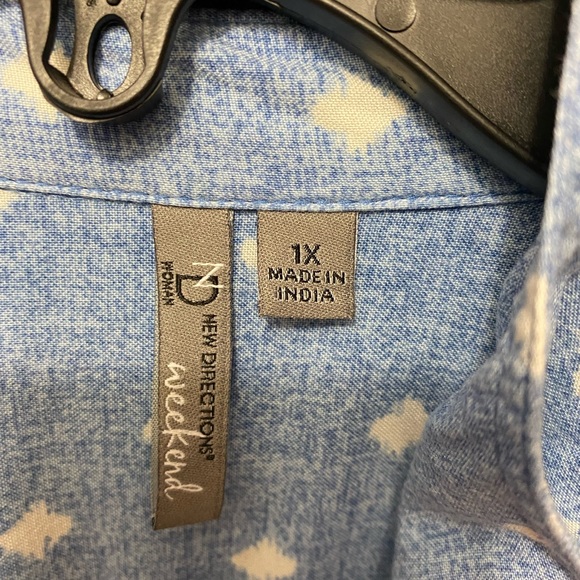 ND
WOMAN
NEW DIRECTIONS®
weekend
1X
MADE IN
INDIA